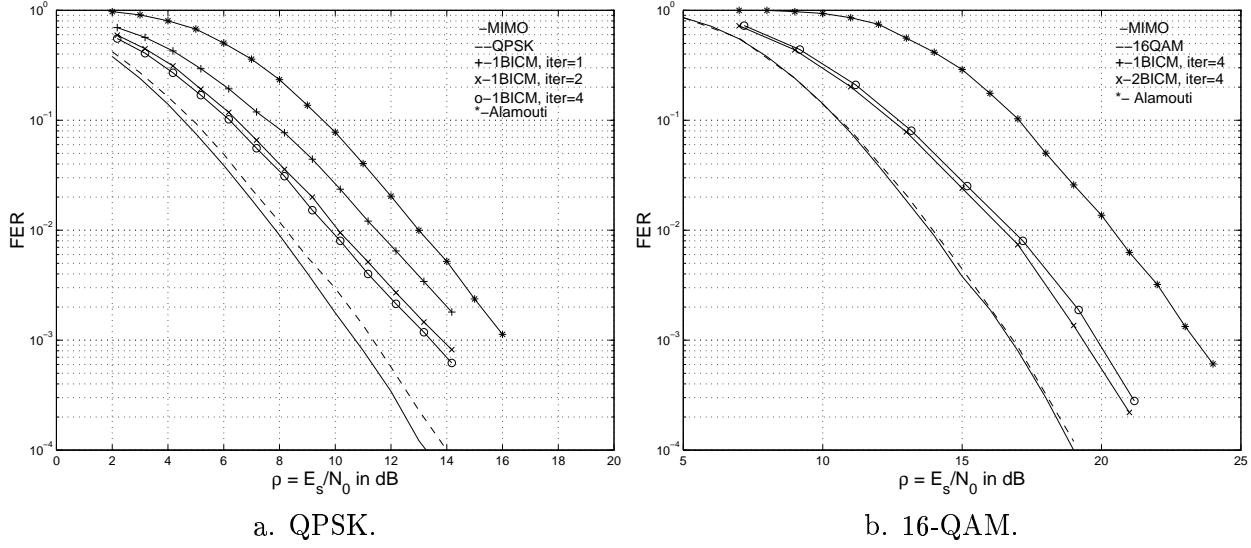 10^0
10^-1
10^-2
10^-3
10^-4
FER
0 2 4 6 8 10 12 14 16 18 20
ρ = E_s/N_0 in dB
–MIMO
--QPSK
+-1BICM, iter=1
x-1BICM, iter=2
o-1BICM, iter=4
*-Alamouti
a. QPSK.
10^0
10^-1
10^-2
10^-3
10^-4
FER
5 10 15 20 25
ρ = E_s/N_0 in dB
–MIMO
--16QAM
+-1BICM, iter=4
x-2BICM, iter=4
*- Alamouti
b. 16-QAM.